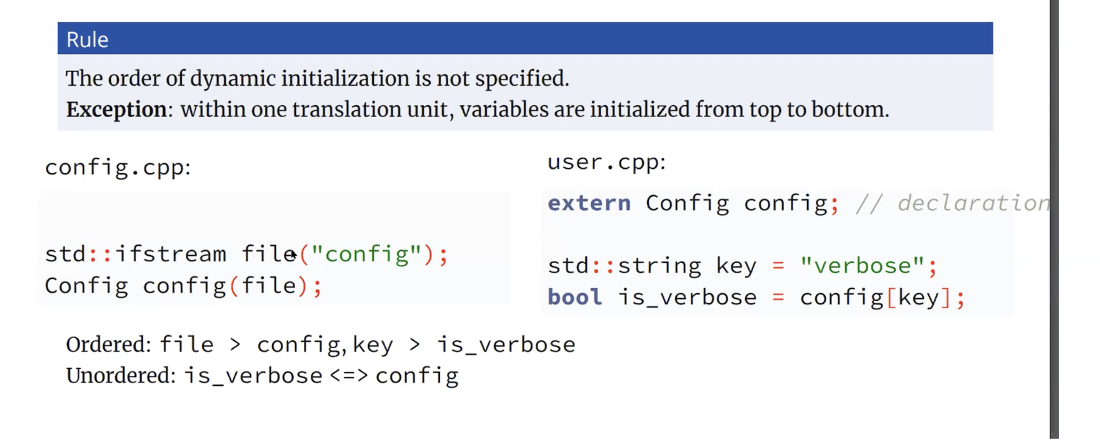 Rule
The order of dynamic initialization is not specified.
Exception: within one translation unit, variables are initialized from top to bottom.
config.cpp:
std::ifstream file("config");
Config config(file);
user.cpp:
extern Config config; // declaration
std::string key = "verbose";
bool is_verbose = config[key];
Ordered: file > config, key > is_verbose
Unordered: is_verbose <=> config